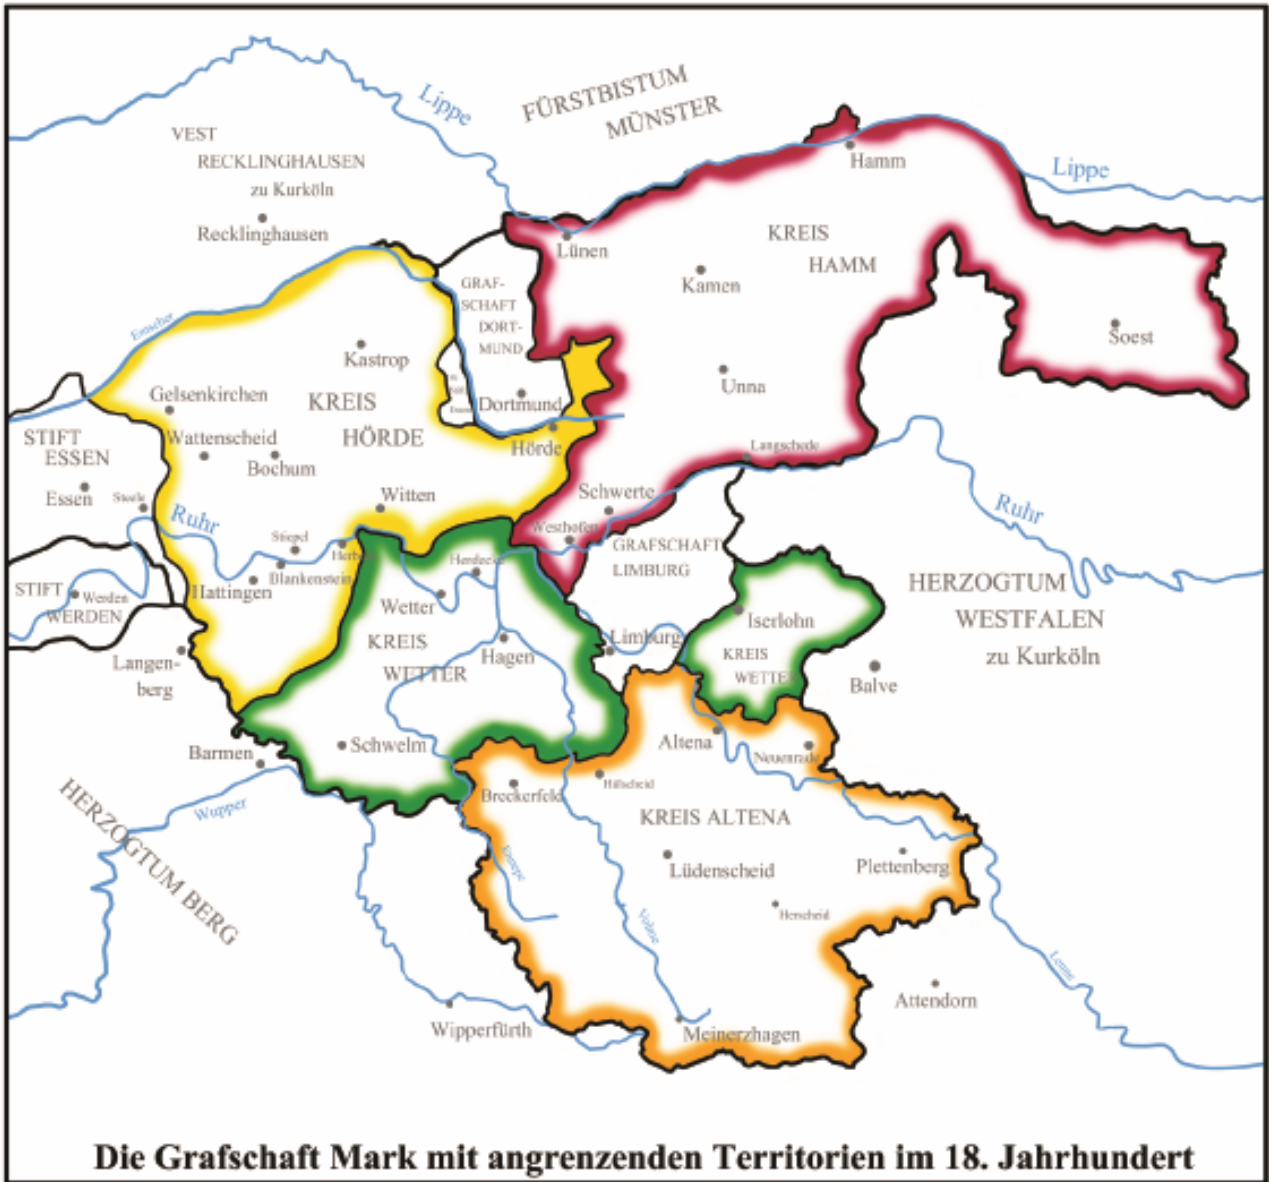 Lippe
FÜRSTBISTUM
MÜNSTER
VEST
RECKLINGHAUSEN
zu Kurköln
Recklinghausen
Hamm
Lippe
Lünen
KREIS
HAMM
Kamen
GRAF-
SCHAFT
DORT-
MUND
Emscher
Kastrop
Soest
Unna
Gelsenkirchen
KREIS
HÖRDE
Dortmund
Wattenscheid
Bochum
Hörde
Langschede
STIFT
ESSEN
Essen
Steele
Witten
Schwerte
Ruhr
Ruhr
Westhofen
Stiepel
Blankenstein
Herdecke
GRAFSCHAFT
LIMBURG
HERZOGTUM
WESTFALEN
zu Kurköln
STIFT
WERDEN
Werden
Hattingen
Wetter
Iserlohn
KREIS
WETTER
Hagen
Limburg
KREIS
WETTE
Langen-
berg
Balve
Barmen
Schwelm
Altena
Neuenrade
Breckerfeld
Hülscheid
HERZOGTUM BERG
Wupper
KREIS ALTENA
Lüdenscheid
Plettenberg
Ennepe
Herscheid
Volme
Lenne
Attendorn
Wipperfürth
Meinerzhagen
Die Grafschaft Mark mit angrenzenden Territorien im 18. Jahrhundert